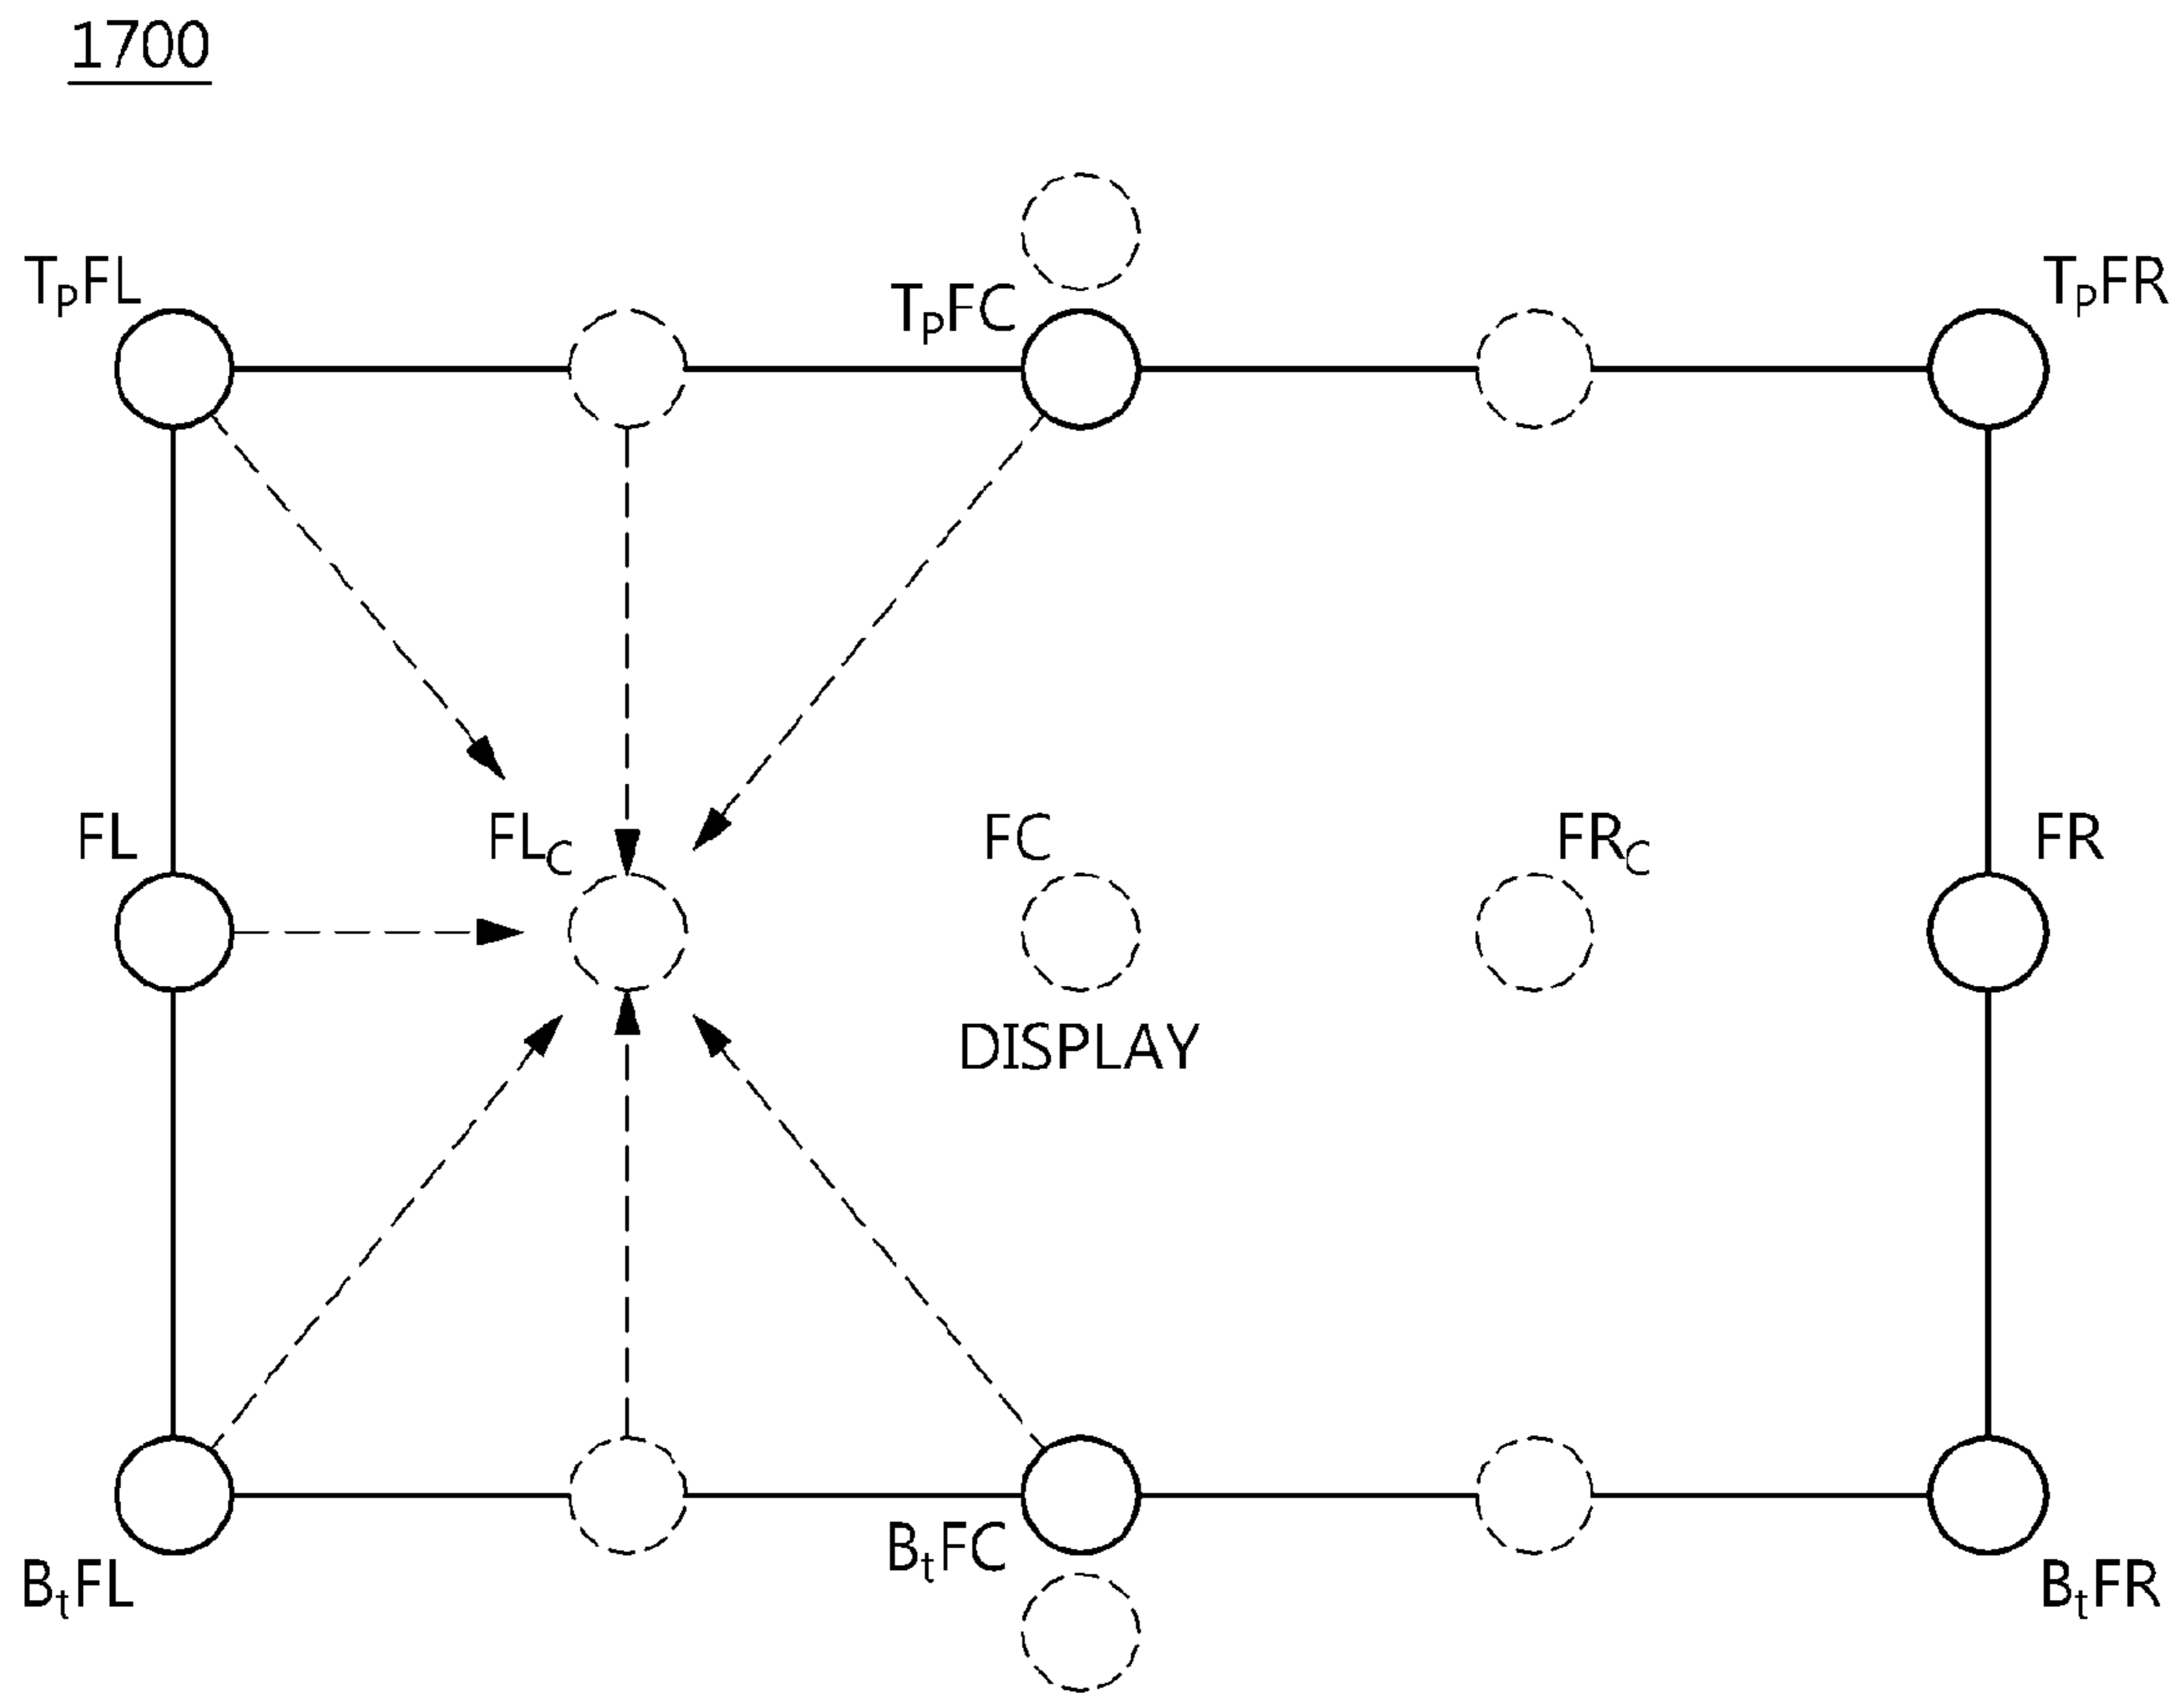 1700
TpFL
TpFC
TpFR
FL
FLC
FC
FRC
FR
DISPLAY
BtFC
BtFL
BtFR